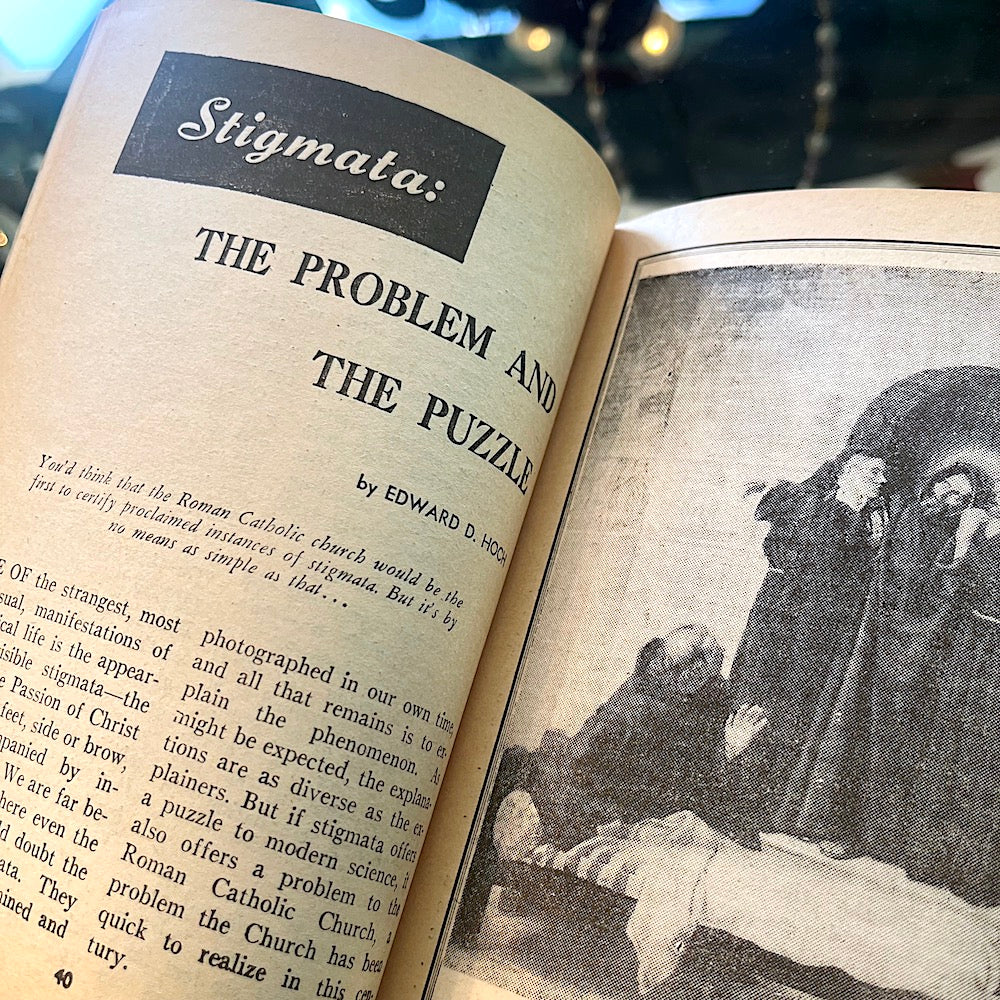 Stigmata:
THE PROBLEM AND
THE PUZZLE
by EDWARD D. HOCH
You'd think that the Roman Catholic church would be the
first to certify proclaimed instances of stigmata. But it's by
no means as simple as that...
E OF the strangest, most
sual, manifestations of
ical life is the appear-
isible stigmata—the
e Passion of Christ
feet, side or brow,
panied by in-
We are far be-
here even the
ld doubt the
ata. They
ined and
photographed in our own time,
and all that remains is to ex-
plain the phenomenon. As
might be expected, the explana-
tions are as diverse as the ex-
plainers. But if stigmata offers
a puzzle to modern science, it
also offers a problem to the
Roman Catholic Church, a
problem the Church has been
quick to realize in this cen-
tury.
40